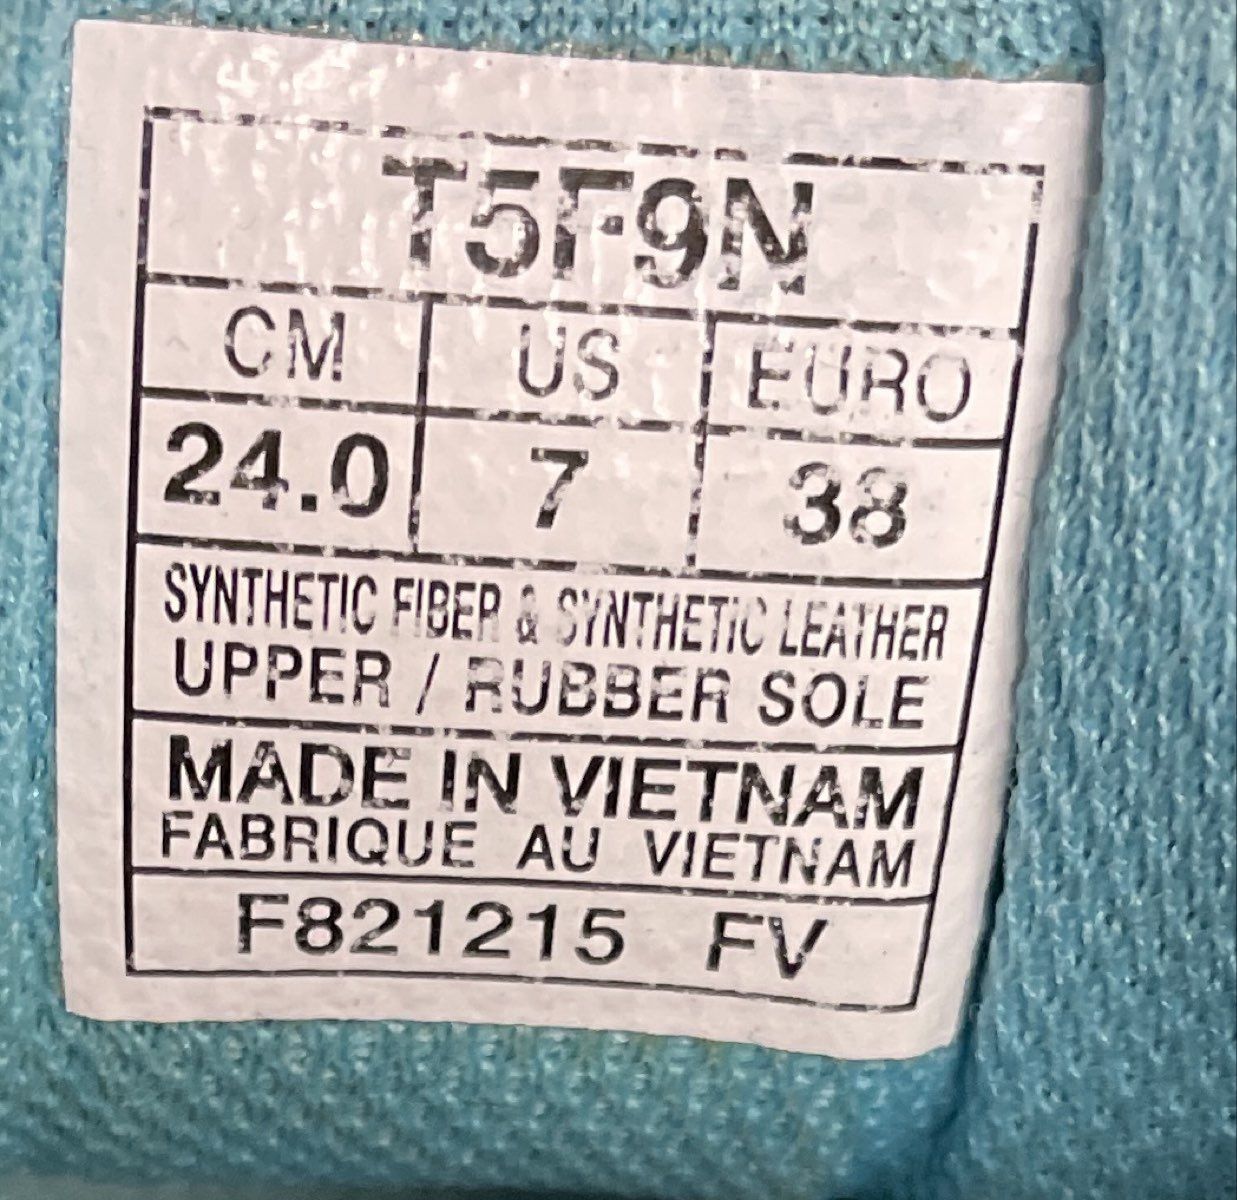 T5F9N
CM US EURO
24.0 7 38
SYNTHETIC FIBER & SYNTHETIC LEATHER
UPPER / RUBBER SOLE
MADE IN VIETNAM
FABRIQUE AU VIETNAM
F821215 FV